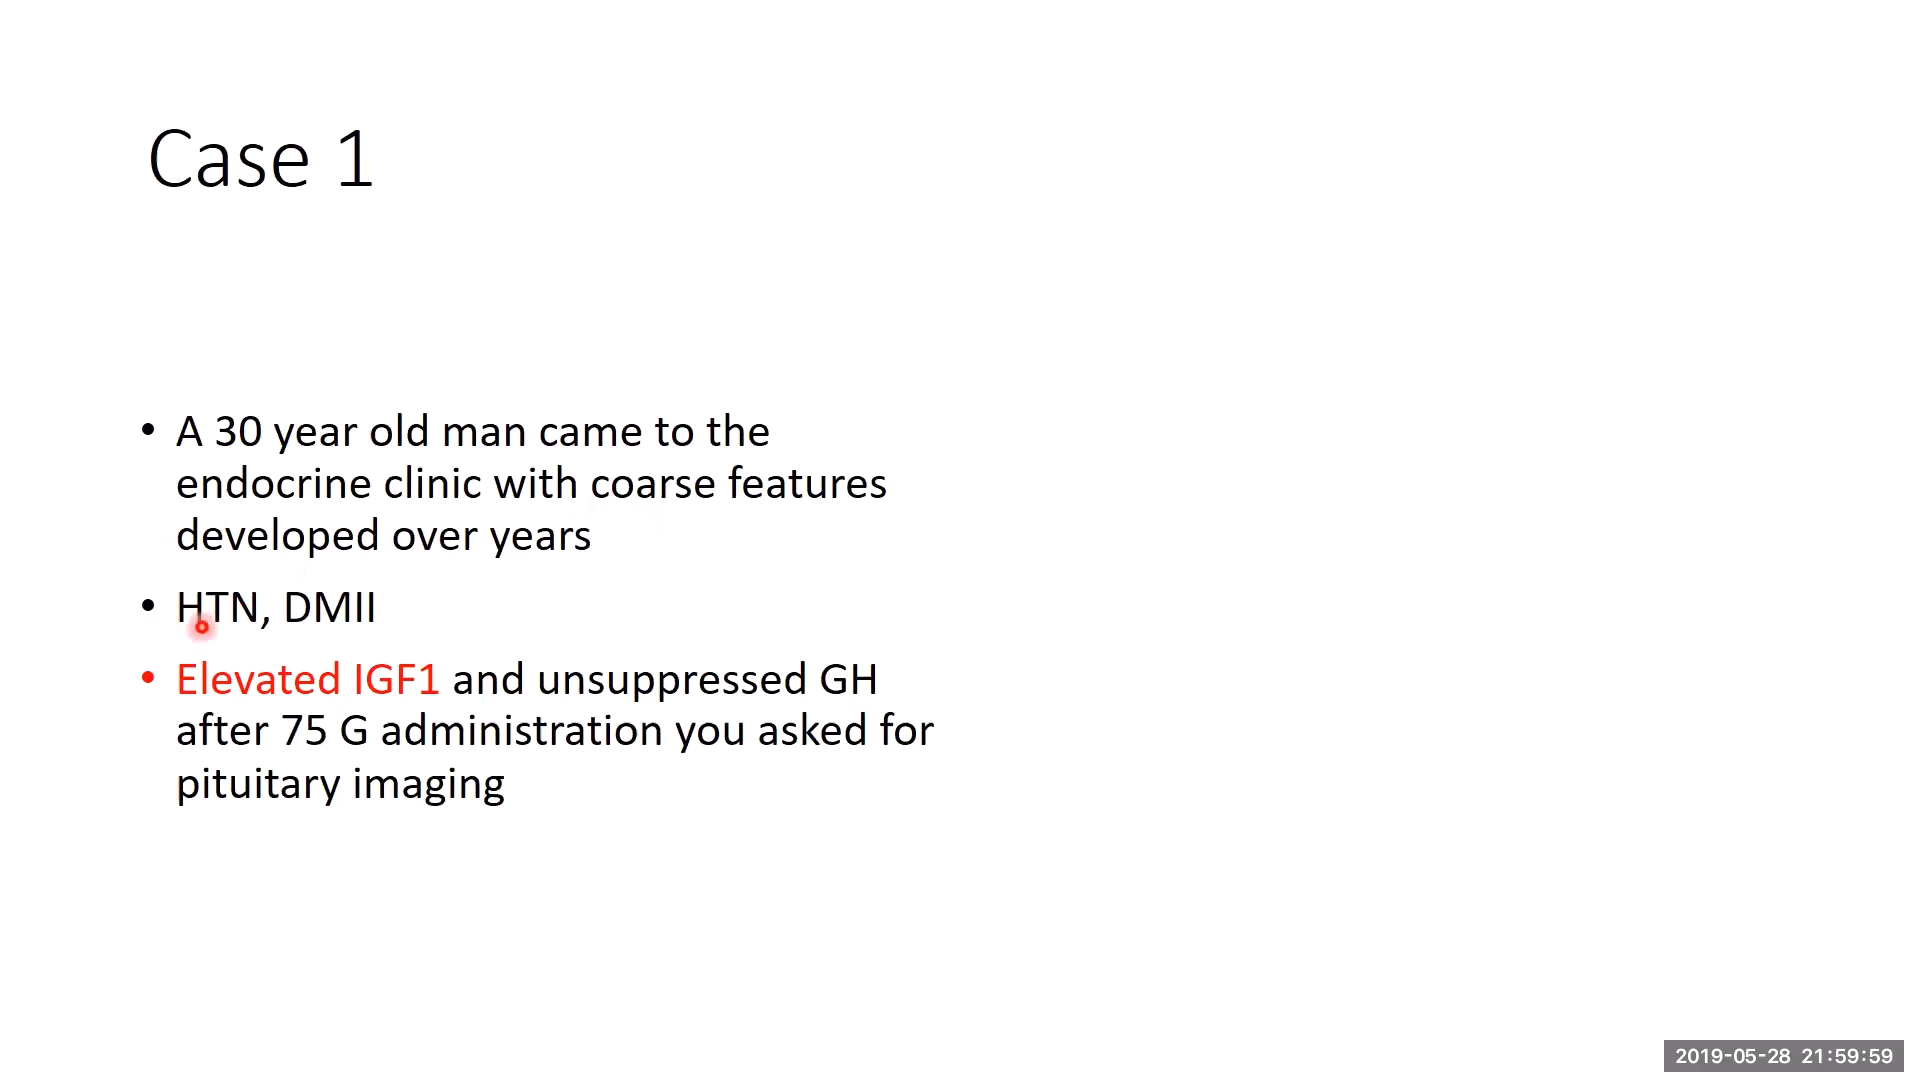 Case 1
• A 30 year old man came to the
endocrine clinic with coarse features
developed over years
• HTN, DMII
• Elevated IGF1 and unsuppressed GH
after 75 G administration you asked for
pituitary imaging
2019-05-28 21:59:59